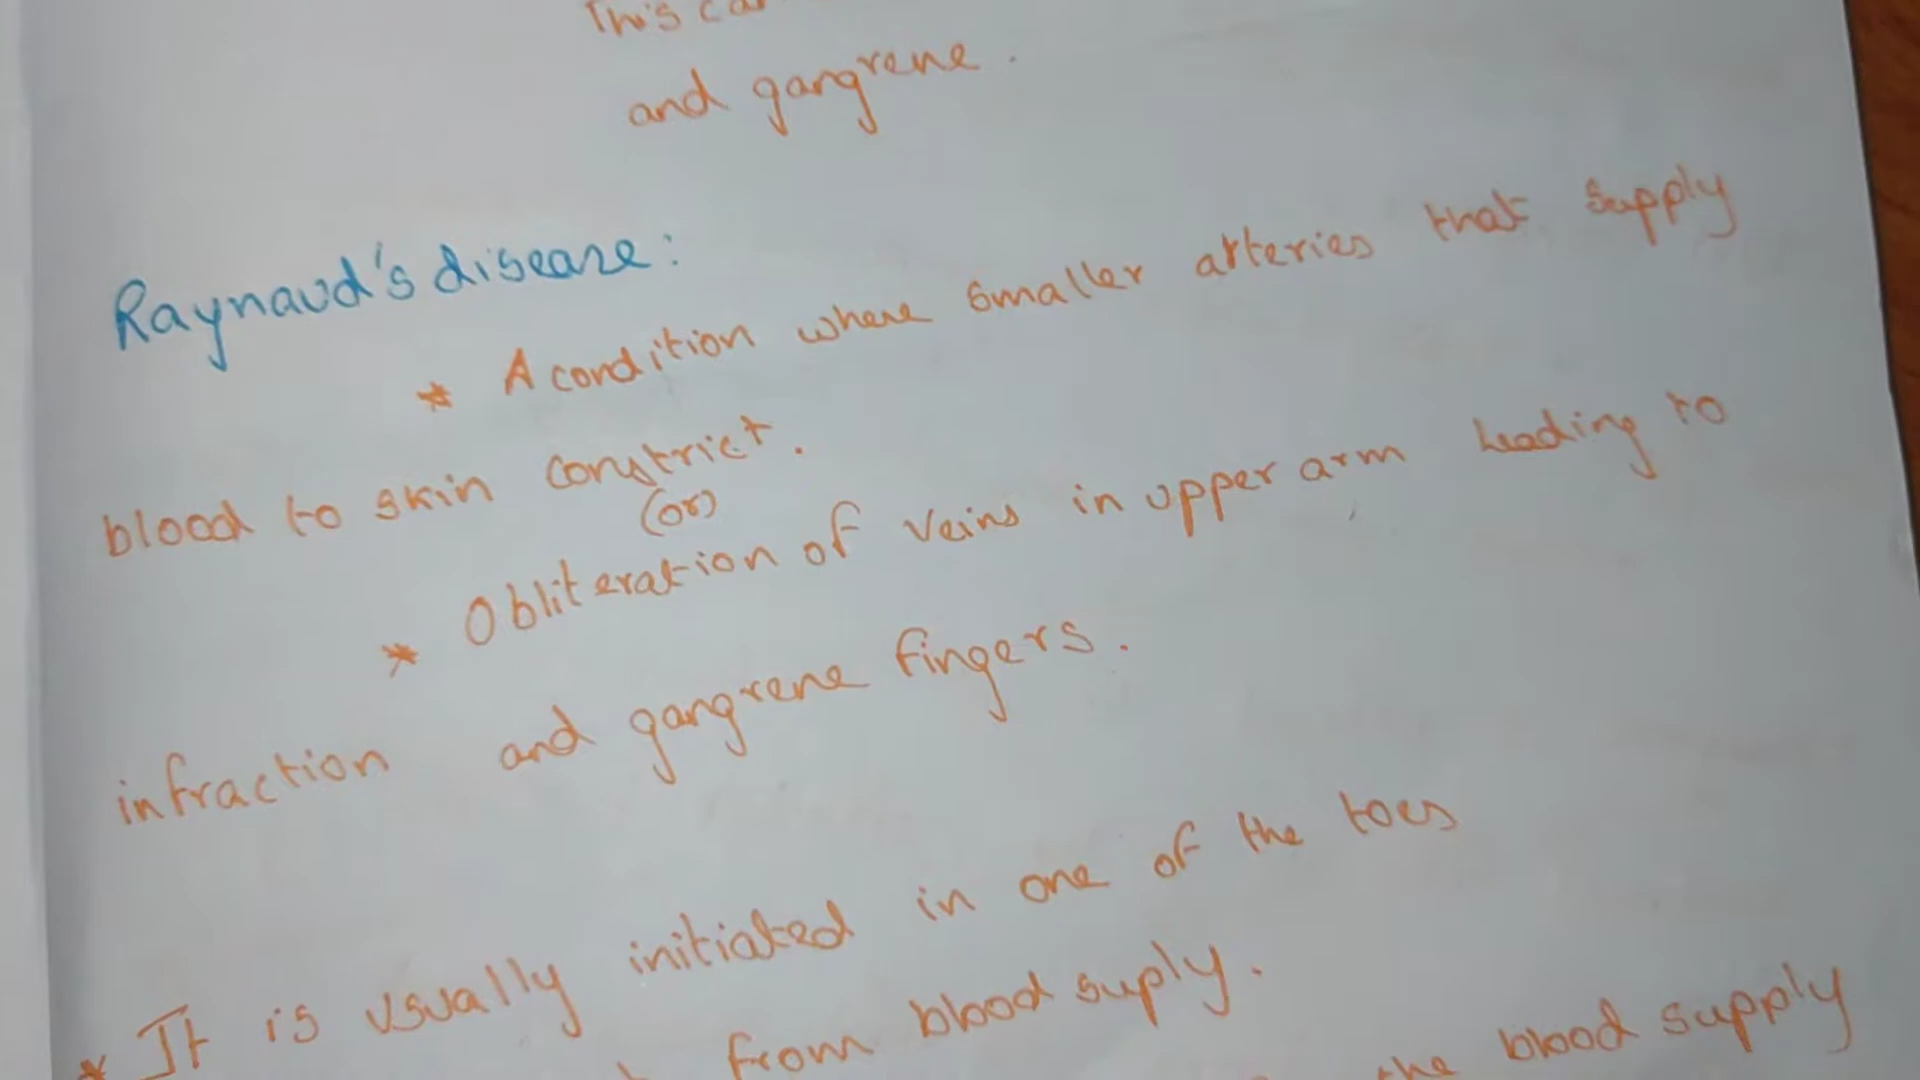 This
and gangrene.
Raynaud's disease:
* A condition where smaller arteries that supply
blood to skin constrict.
(or)
* Obliteration of veins in upper arm leading to
infraction and gangrene fingers.
* It is usually initiated in one of the toes
from blood suply.
the blood supply